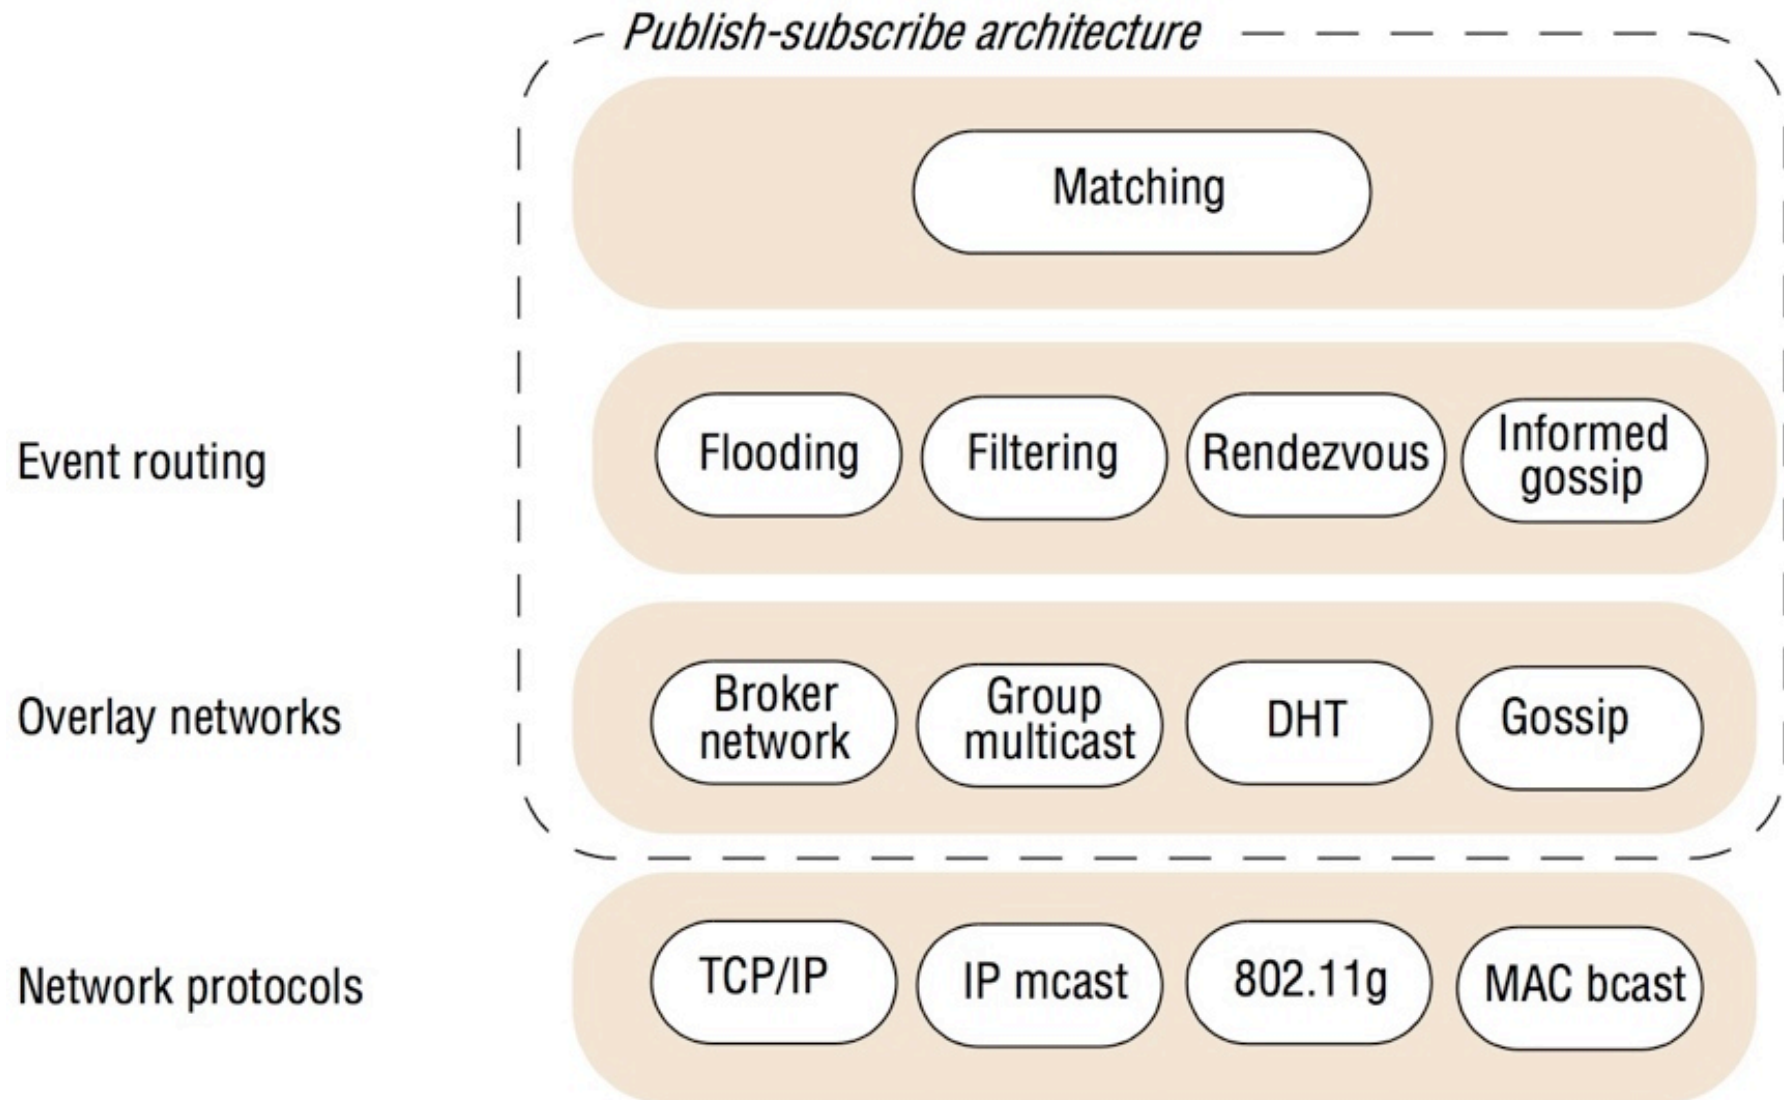 Publish-subscribe architecture
Matching
Event routing
Flooding
Filtering
Rendezvous
Informed
gossip
Overlay networks
Broker
network
Group
multicast
DHT
Gossip
Network protocols
TCP/IP
IP mcast
802.11g
MAC bcast